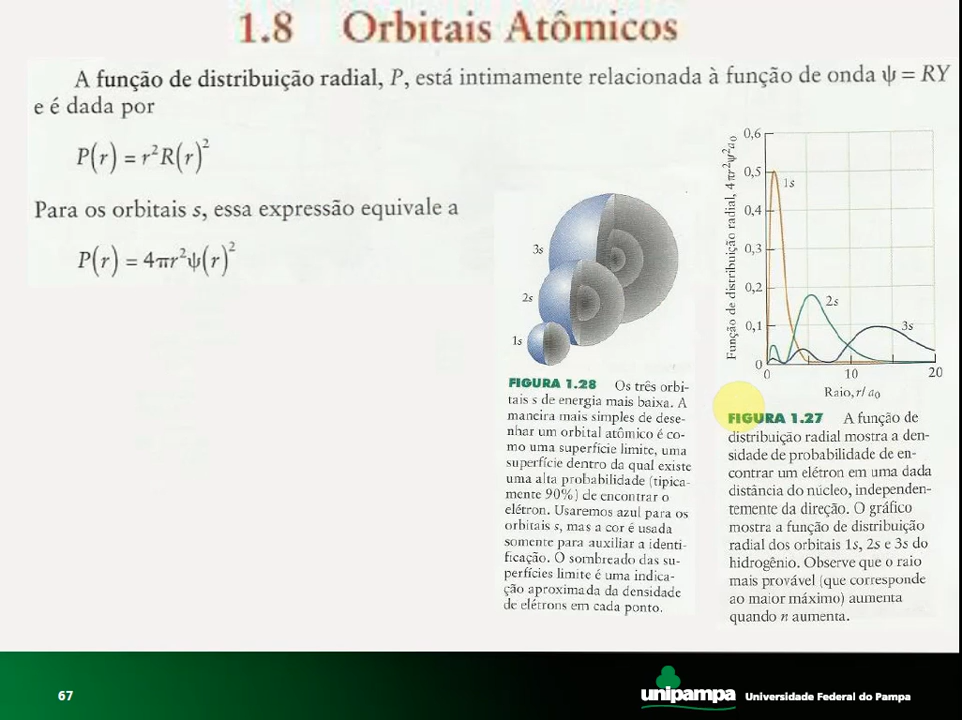 1.8 Orbitais Atômicos
A função de distribuição radial, P, está intimamente relacionada à função de onda ψ = RY
e é dada por
P(r) = r²R(r)²
Para os orbitais s, essa expressão equivale a
P(r) = 4πr²ψ(r)²
3s
2s
1s
FIGURA 1.28 Os três orbi-
tais s de energia mais baixa. A
maneira mais simples de dese-
nhar um orbital atômico é co-
mo uma superfície limite, uma
superfície dentro da qual existe
uma alta probabilidade (tipica-
mente 90%) de encontrar o
elétron. Usaremos azul para os
orbitais s, mas a cor é usada
somente para auxiliar a identi-
ficação. O sombreado das su-
perfícies limite é uma indica-
ção aproximada da densidade
de elétrons em cada ponto.
Função de distribuição radial, 4πr²ψ²a₀
0,6
0,5
0,4
0,3
0,2
0,1
0
1s
2s
3s
0 10 20
Raio, r/a₀
FIGURA 1.27 A função de
distribuição radial mostra a den-
sidade de probabilidade de en-
contrar um elétron em uma dada
distância do núcleo, independen-
temente da direção. O gráfico
mostra a função de distribuição
radial dos orbitais 1s, 2s e 3s do
hidrogênio. Observe que o raio
mais provável (que corresponde
ao maior máximo) aumenta
quando n aumenta.
67
unipampa Universidade Federal do Pampa